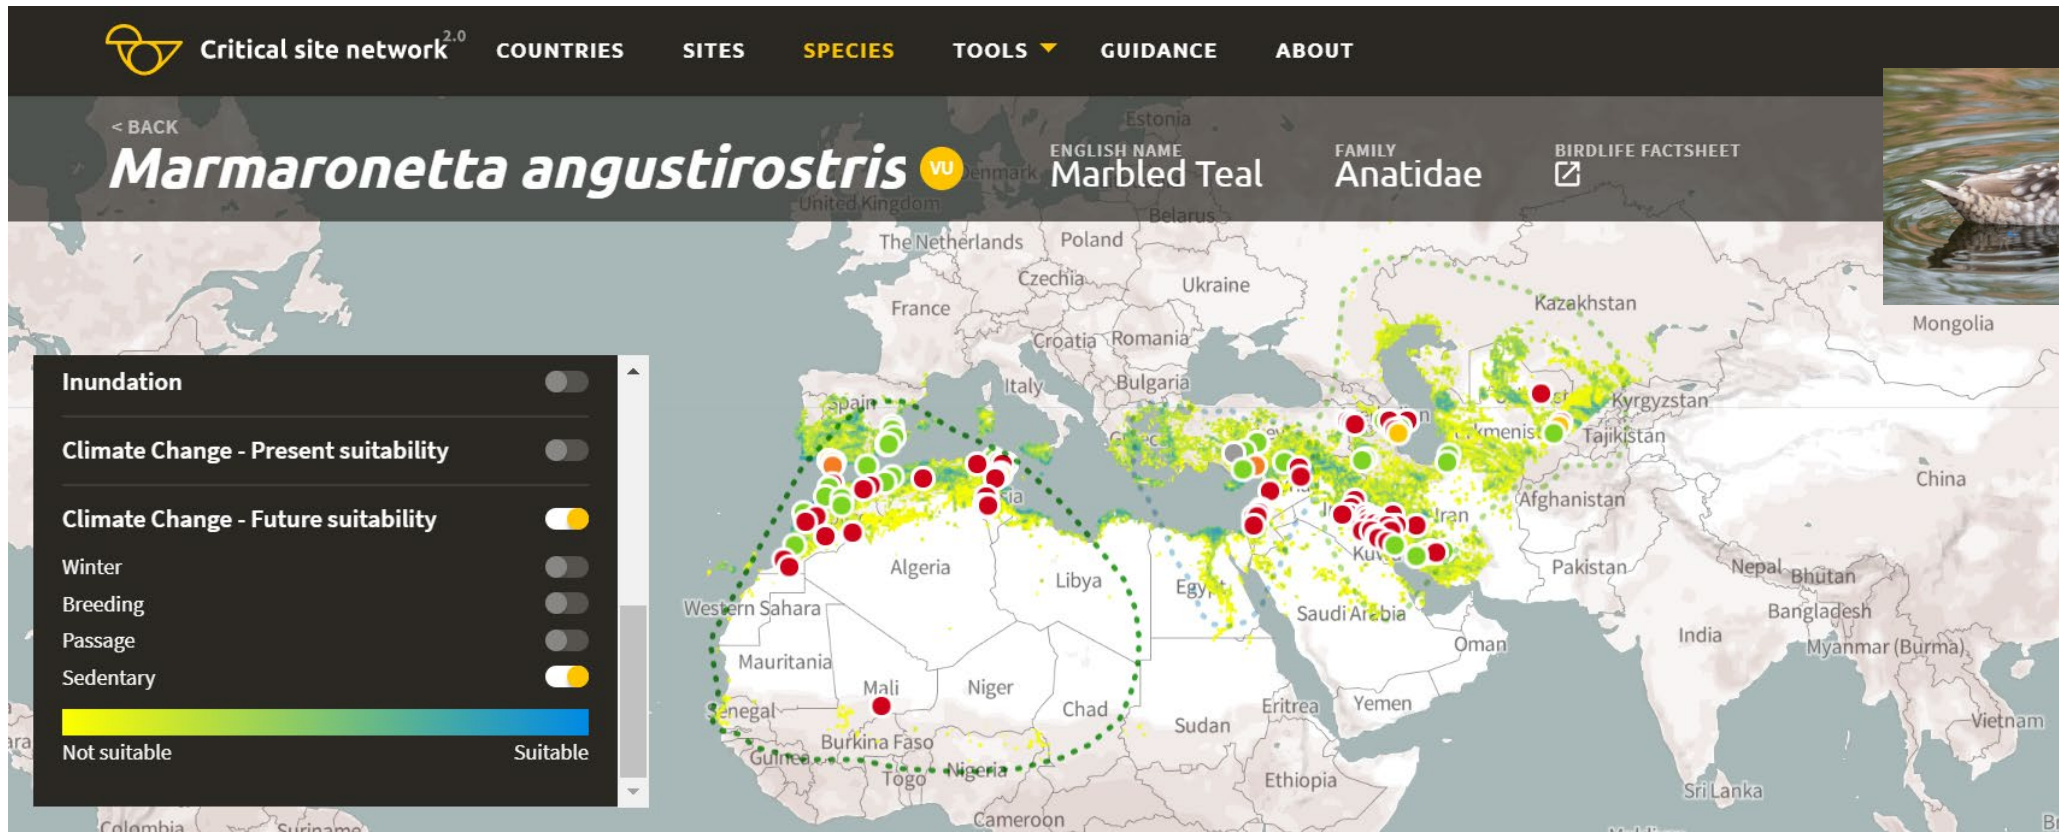 Critical site network 2.0
COUNTRIES
SITES
SPECIES
TOOLS
GUIDANCE
ABOUT
< BACK
Marmaronetta angustirostris
VU
ENGLISH NAME
Marbled Teal
FAMILY
Anatidae
BIRDLIFE FACTSHEET
Estonia
Denmark
United Kingdom
Belarus
The Netherlands
Poland
Czechia
Ukraine
France
Kazakhstan
Mongolia
Croatia
Romania
Italy
Bulgaria
Spain
Kyrgyzstan
Tajikistan
China
Afghanistan
Iran
Algeria
Libya
Egypt
Pakistan
Nepal
Bhutan
Western Sahara
Saudi Arabia
Bangladesh
India
Oman
Myanmar (Burma)
Mauritania
Mali
Niger
Chad
Eritrea
Yemen
Senegal
Sudan
Vietnam
Burkina Faso
Guinea
Togo
Nigeria
Ethiopia
Sri Lanka
Cameroon
Colombia
Suriname
Inundation
Climate Change - Present suitability
Climate Change - Future suitability
Winter
Breeding
Passage
Sedentary
Not suitable
Suitable